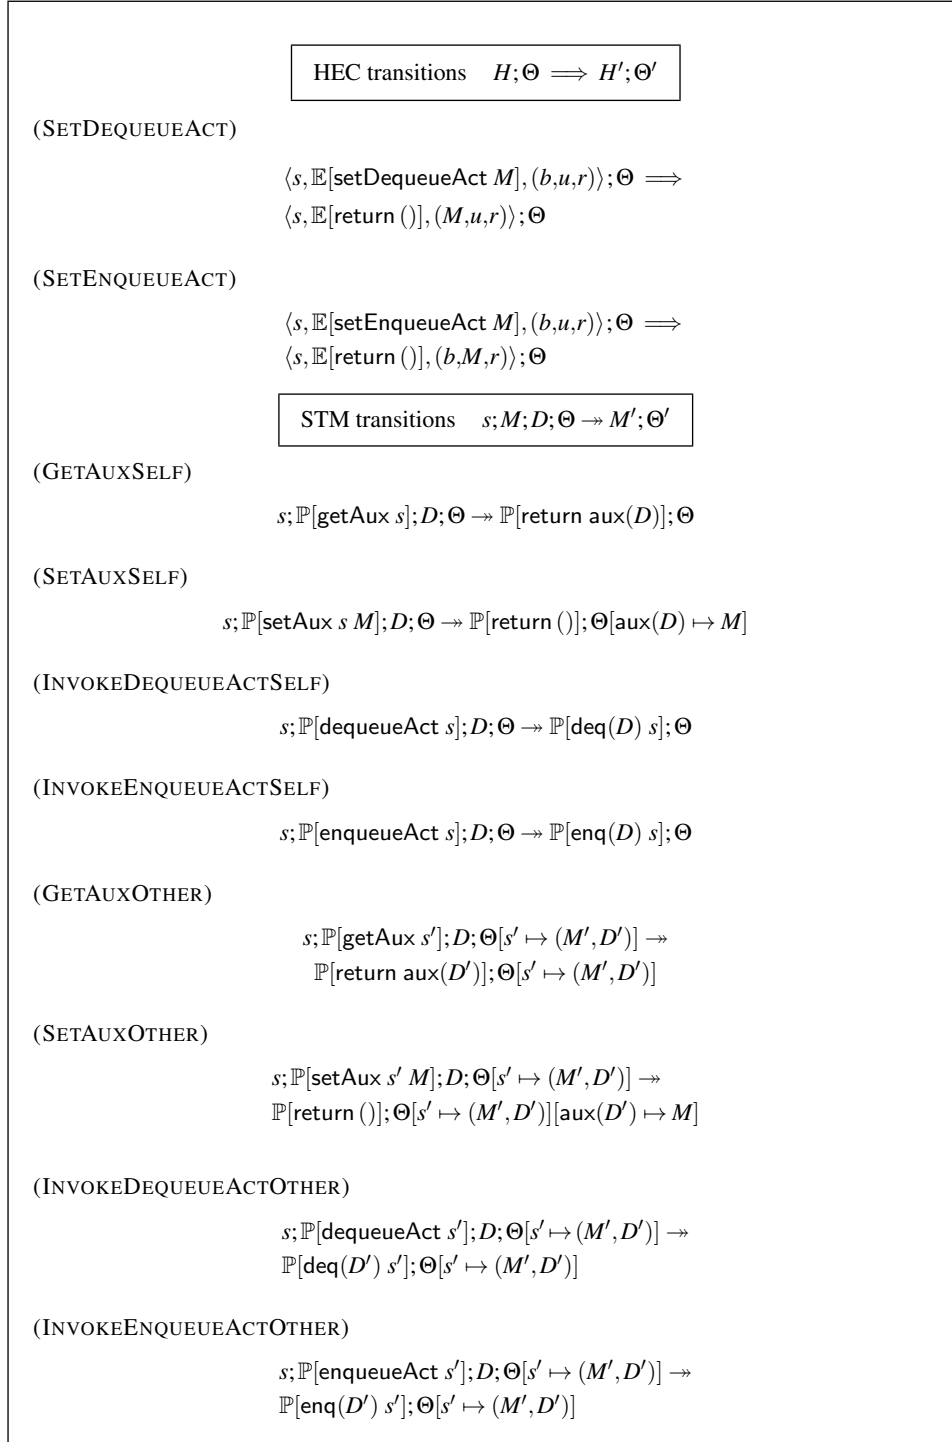 HEC transitions H;Θ ⟹ H′;Θ′
(SETDEQUEUEACT)
⟨s,𝔼[setDequeueAct M],(b,u,r)⟩;Θ ⟹
⟨s,𝔼[return ()],(M,u,r)⟩;Θ
(SETENQUEUEACT)
⟨s,𝔼[setEnqueueAct M],(b,u,r)⟩;Θ ⟹
⟨s,𝔼[return ()],(b,M,r)⟩;Θ
STM transitions s;M;D;Θ ↠ M′;Θ′
(GETAUXSELF)
s;ℙ[getAux s];D;Θ ↠ ℙ[return aux(D)];Θ
(SETAUXSELF)
s;ℙ[setAux s M];D;Θ ↠ ℙ[return ()];Θ[aux(D) ↦ M]
(INVOKEDEQUEUEACTSELF)
s;ℙ[dequeueAct s];D;Θ ↠ ℙ[deq(D) s];Θ
(INVOKEENQUEUEACTSELF)
s;ℙ[enqueueAct s];D;Θ ↠ ℙ[enq(D) s];Θ
(GETAUXOTHER)
s;ℙ[getAux s′];D;Θ[s′ ↦ (M′,D′)] ↠
ℙ[return aux(D′)];Θ[s′ ↦ (M′,D′)]
(SETAUXOTHER)
s;ℙ[setAux s′ M];D;Θ[s′ ↦ (M′,D′)] ↠
ℙ[return ()];Θ[s′ ↦ (M′,D′)][aux(D′) ↦ M]
(INVOKEDEQUEUEACTOTHER)
s;ℙ[dequeueAct s′];D;Θ[s′ ↦ (M′,D′)] ↠
ℙ[deq(D′) s′];Θ[s′ ↦ (M′,D′)]
(INVOKEENQUEUEACTOTHER)
s;ℙ[enqueueAct s′];D;Θ[s′ ↦ (M′,D′)] ↠
ℙ[enq(D′) s′];Θ[s′ ↦ (M′,D′)]